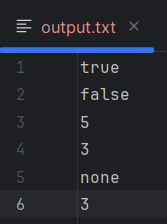 output.txt
1 true
2 false
3 5
4 3
5 none
6 3